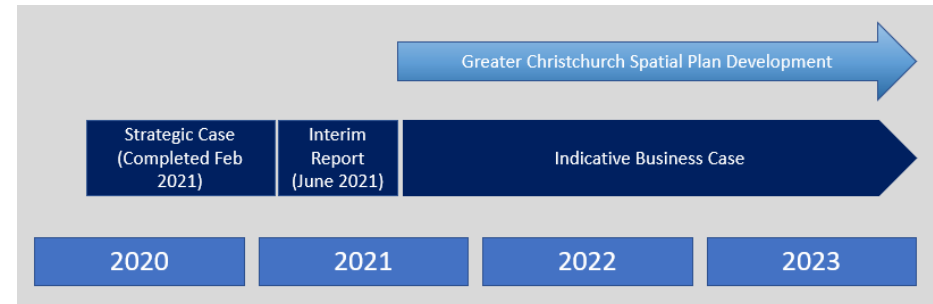 Greater Christchurch Spatial Plan Development
Strategic Case
(Completed Feb
2021)
Interim
Report
(June 2021)
Indicative Business Case
2020
2021
2022
2023